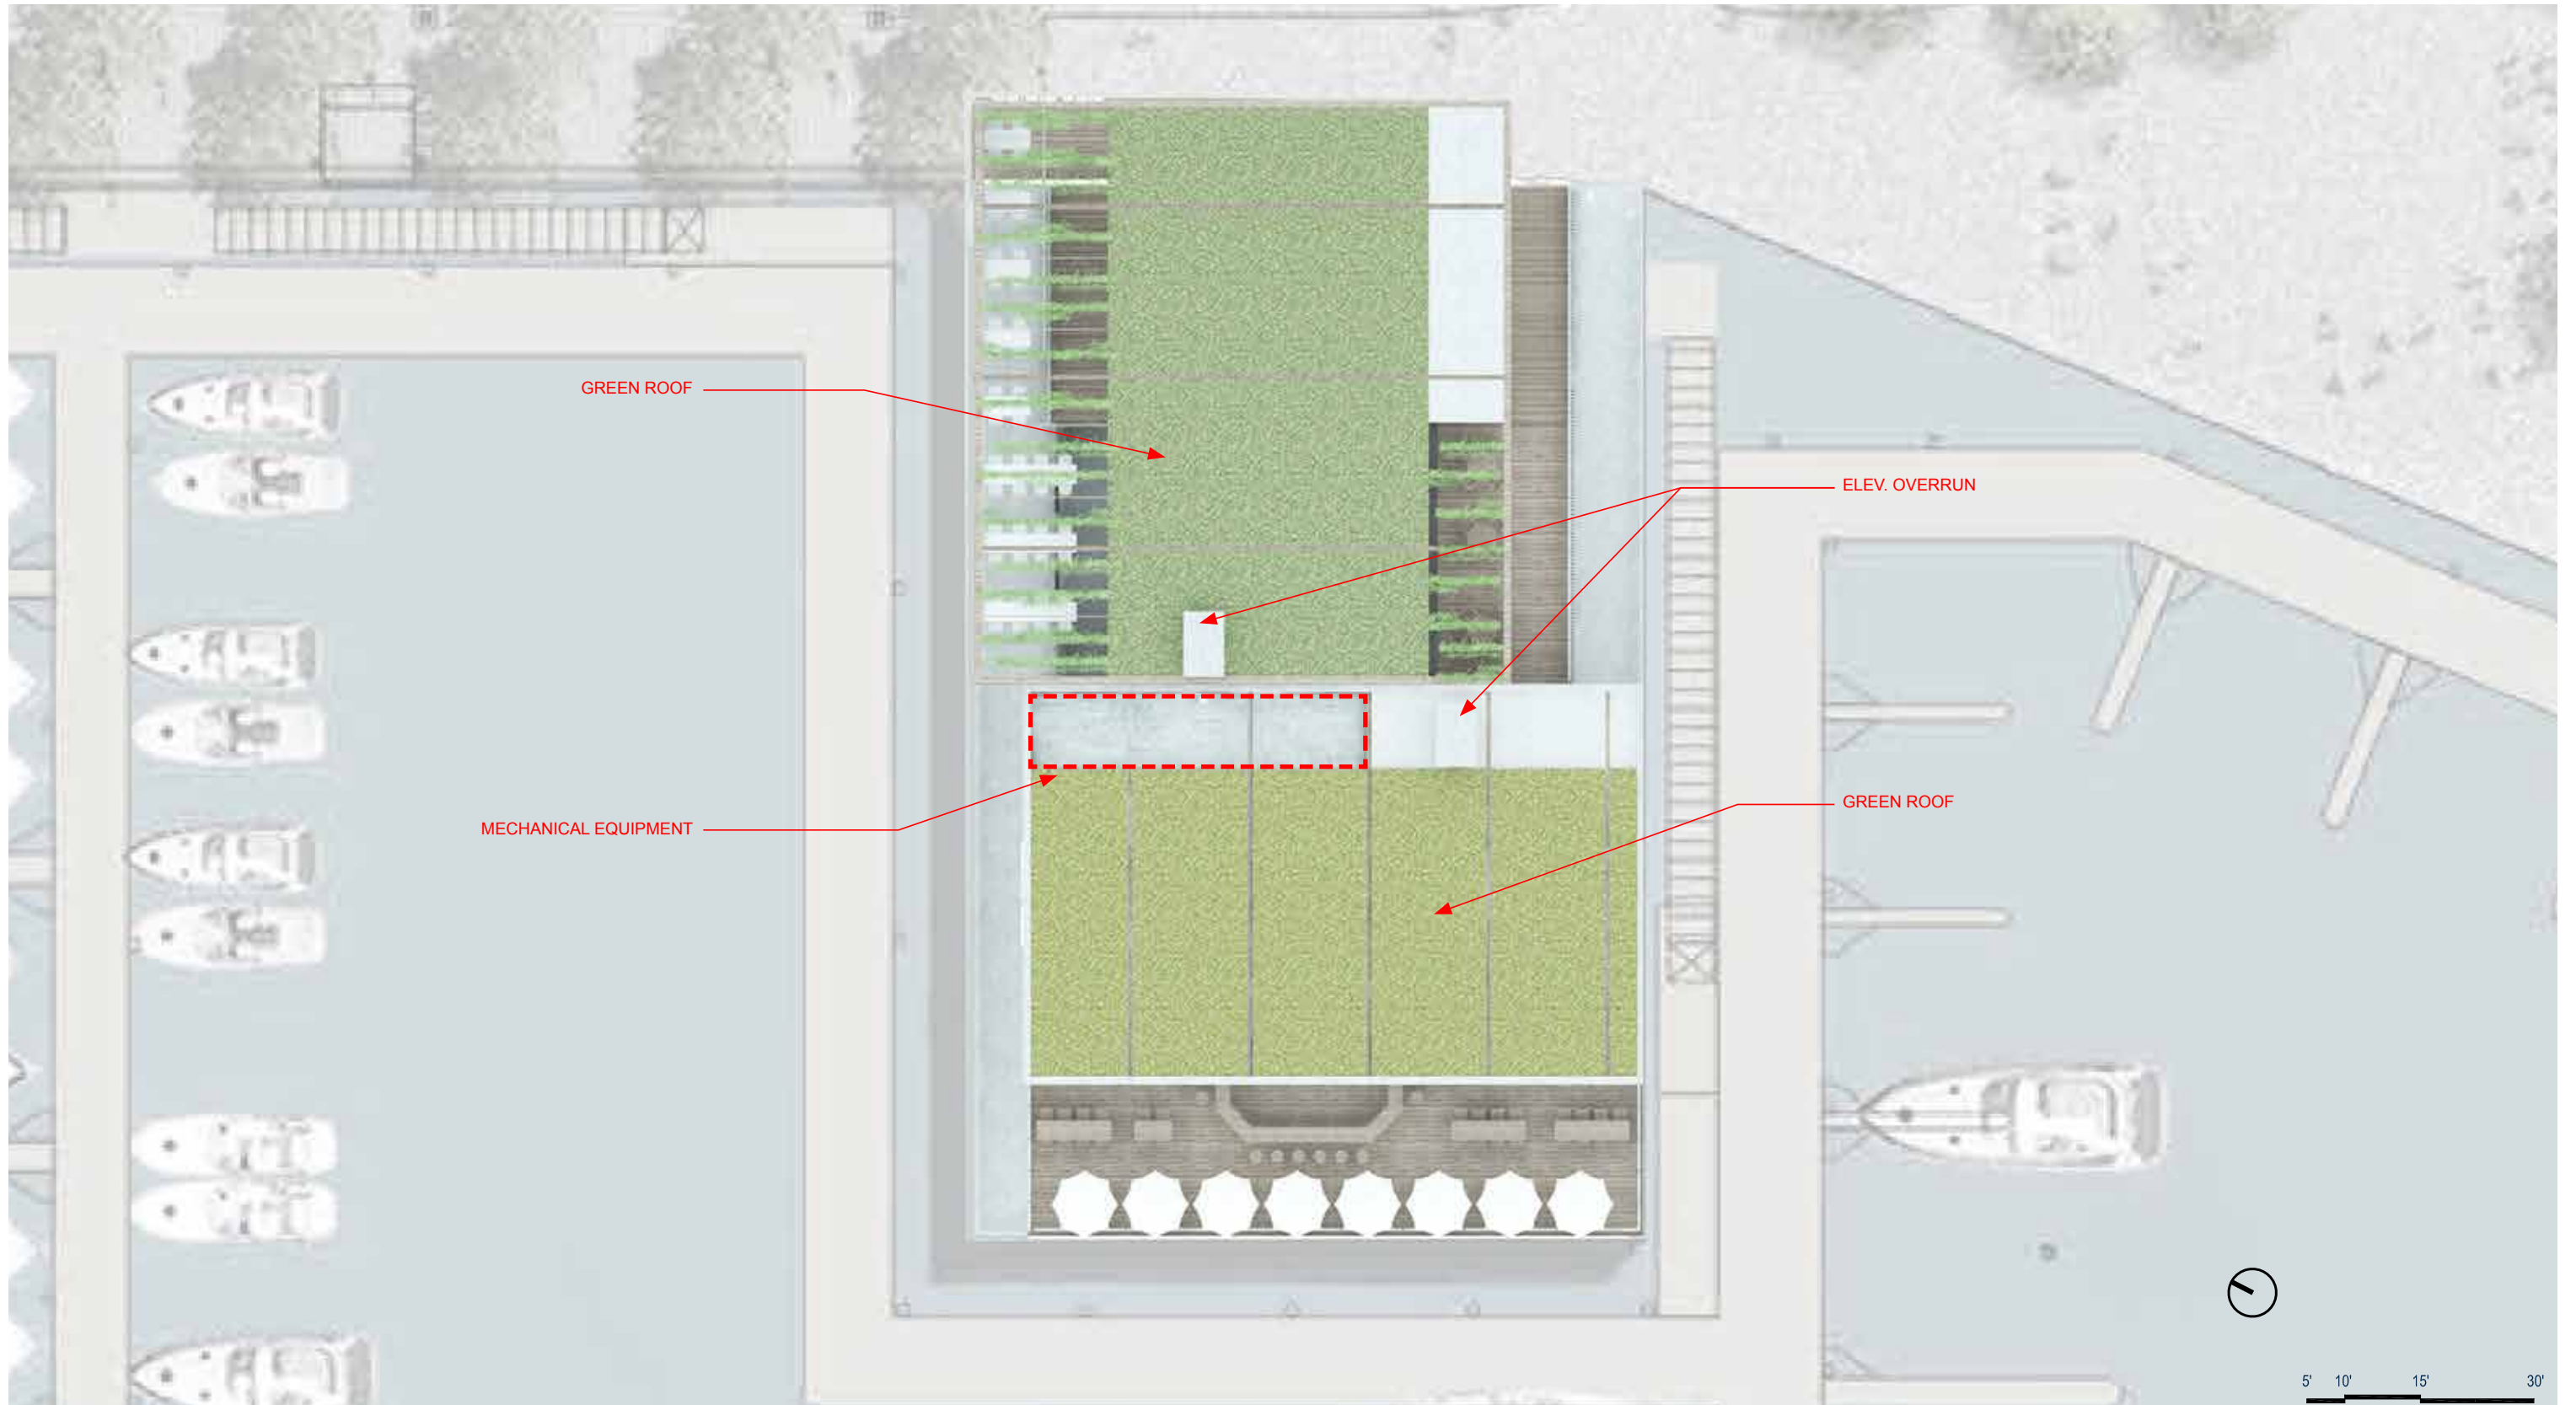 GREEN ROOF
ELEV. OVERRUN
GREEN ROOF
MECHANICAL EQUIPMENT
5' 10' 15' 30'